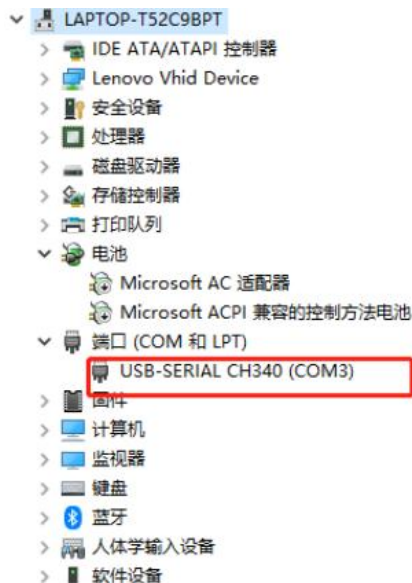 LAPTOP-T52C9BPT
IDE ATA/ATAPI 控制器
Lenovo Vhid Device
安全设备
处理器
磁盘驱动器
存储控制器
打印队列
电池
Microsoft AC 适配器
Microsoft ACPI 兼容的控制方法电池
端口 (COM 和 LPT)
USB-SERIAL CH340 (COM3)
固件
计算机
监视器
键盘
蓝牙
人体学输入设备
软件设备